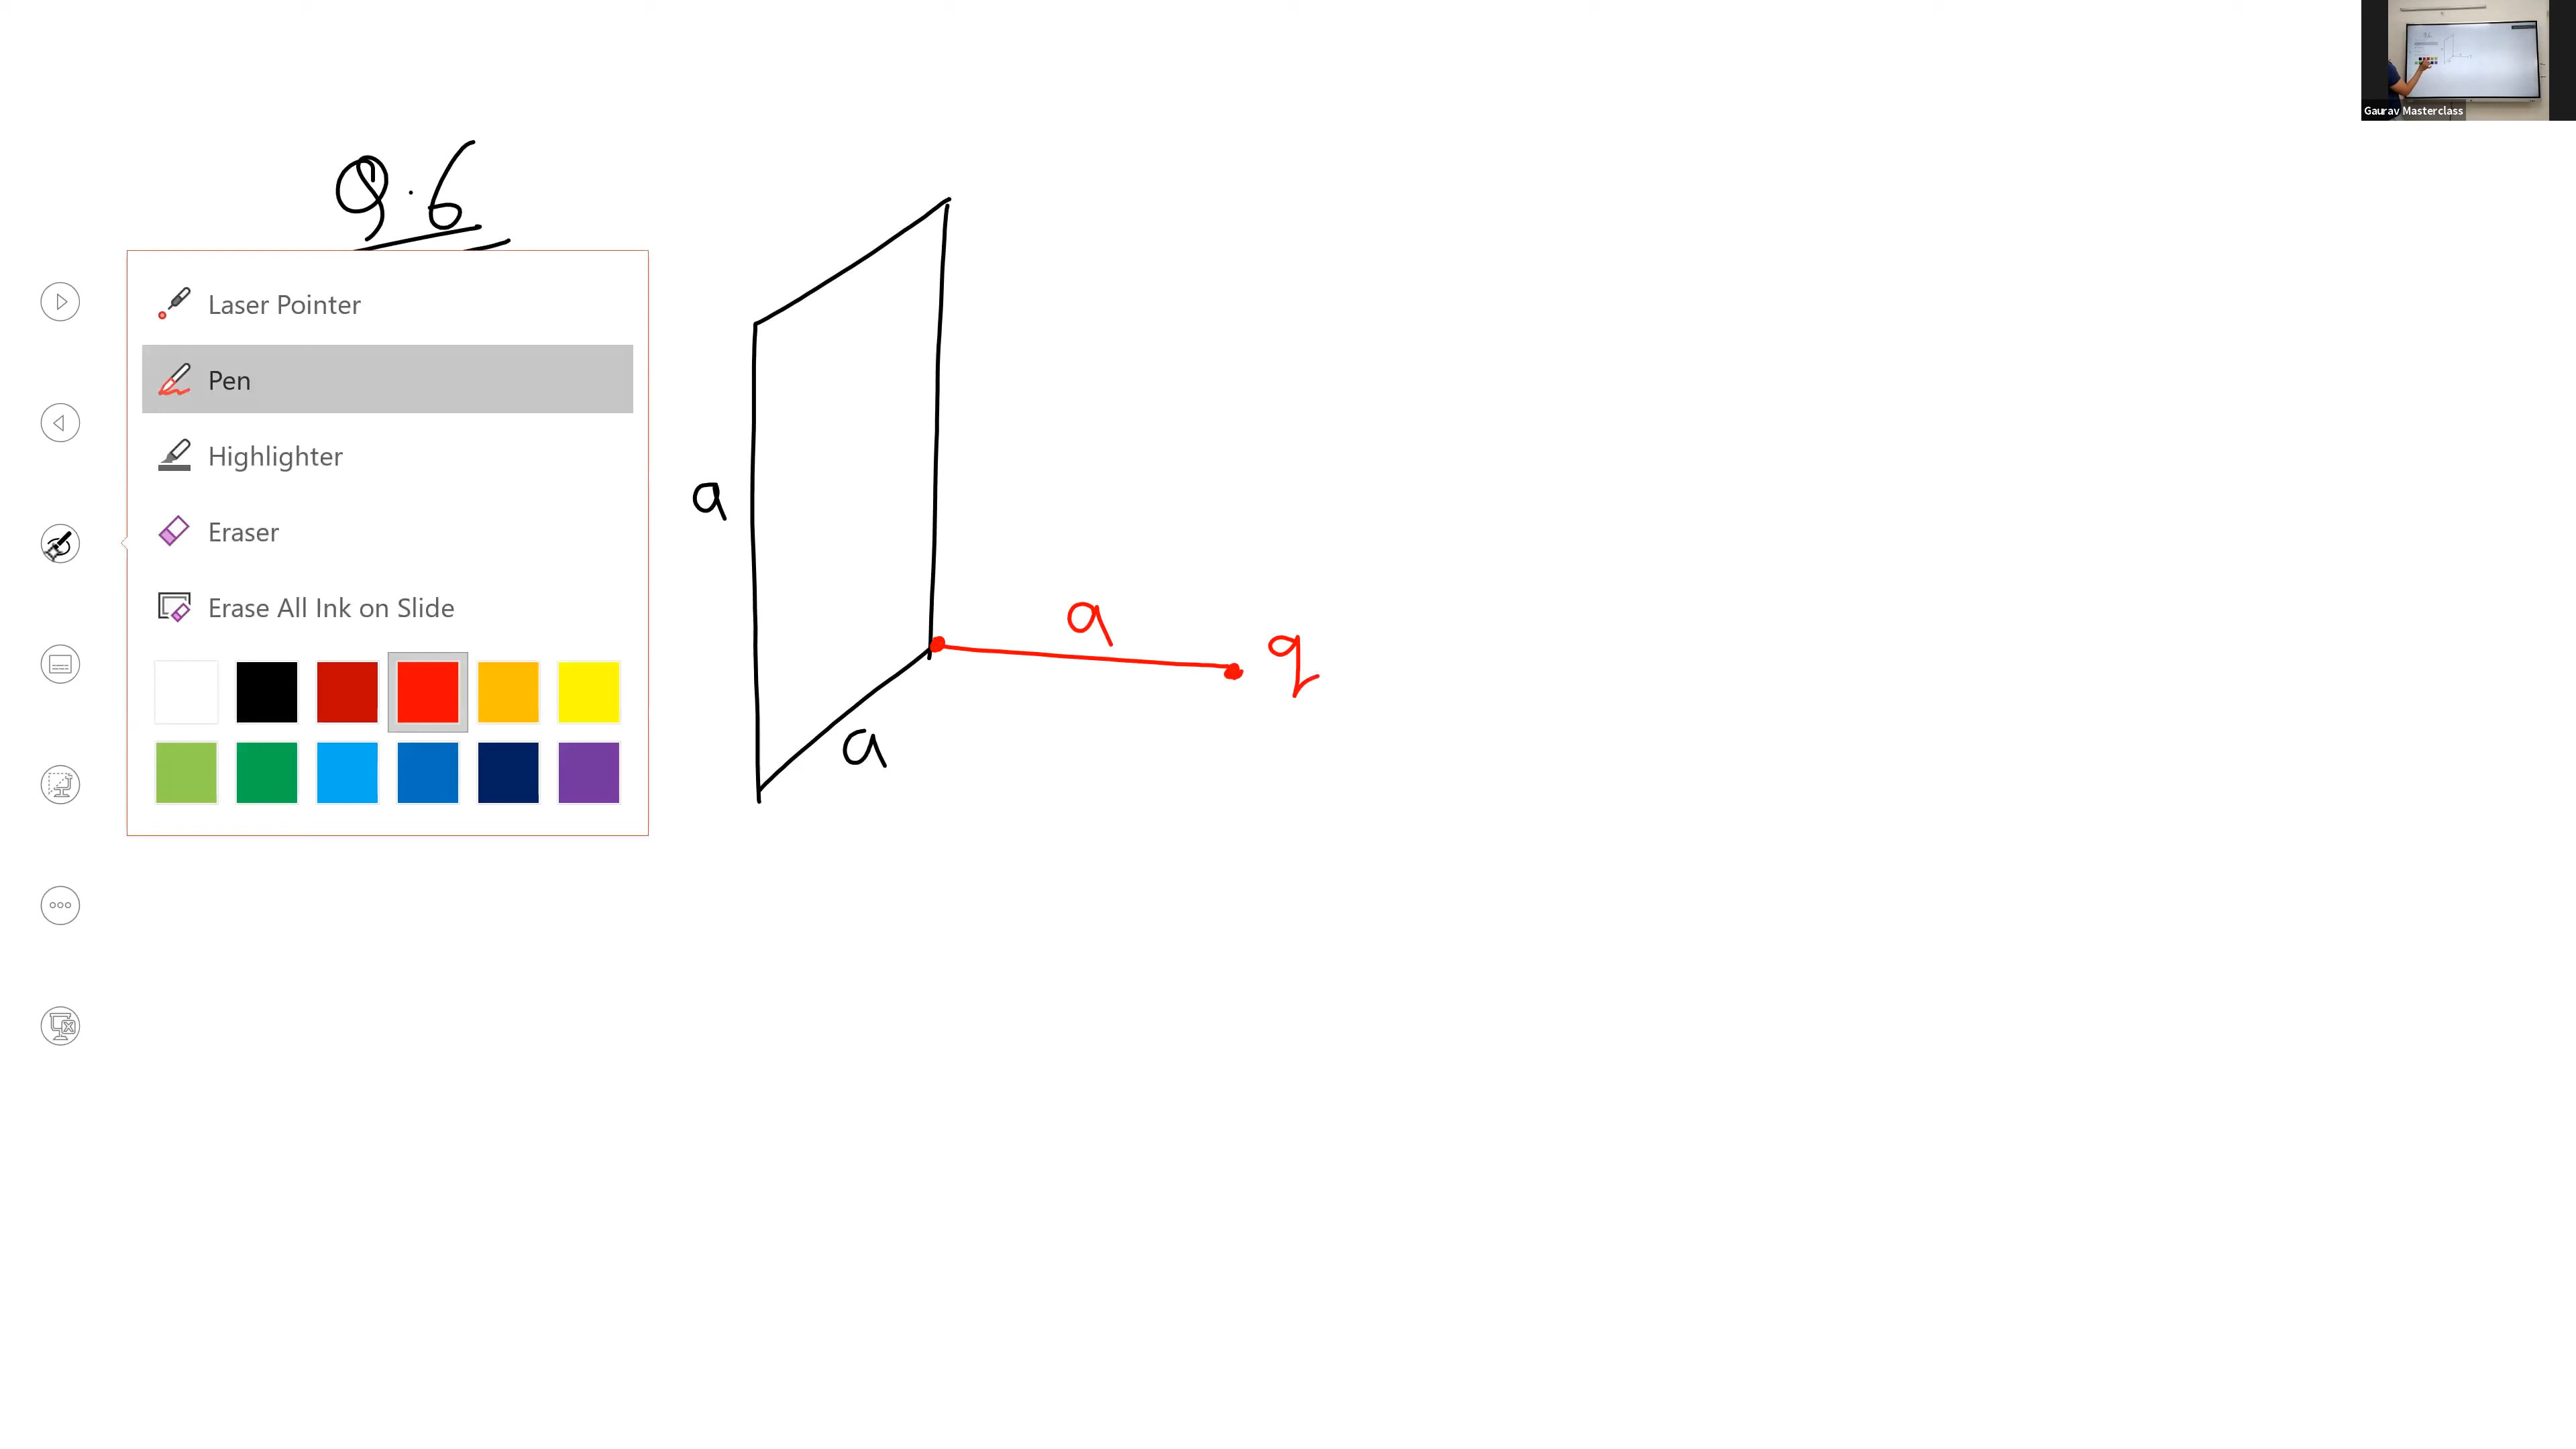 Gaurav Masterclass
Q.6
Laser Pointer
Pen
Highlighter
Eraser
Erase All Ink on Slide
a
a
a
q